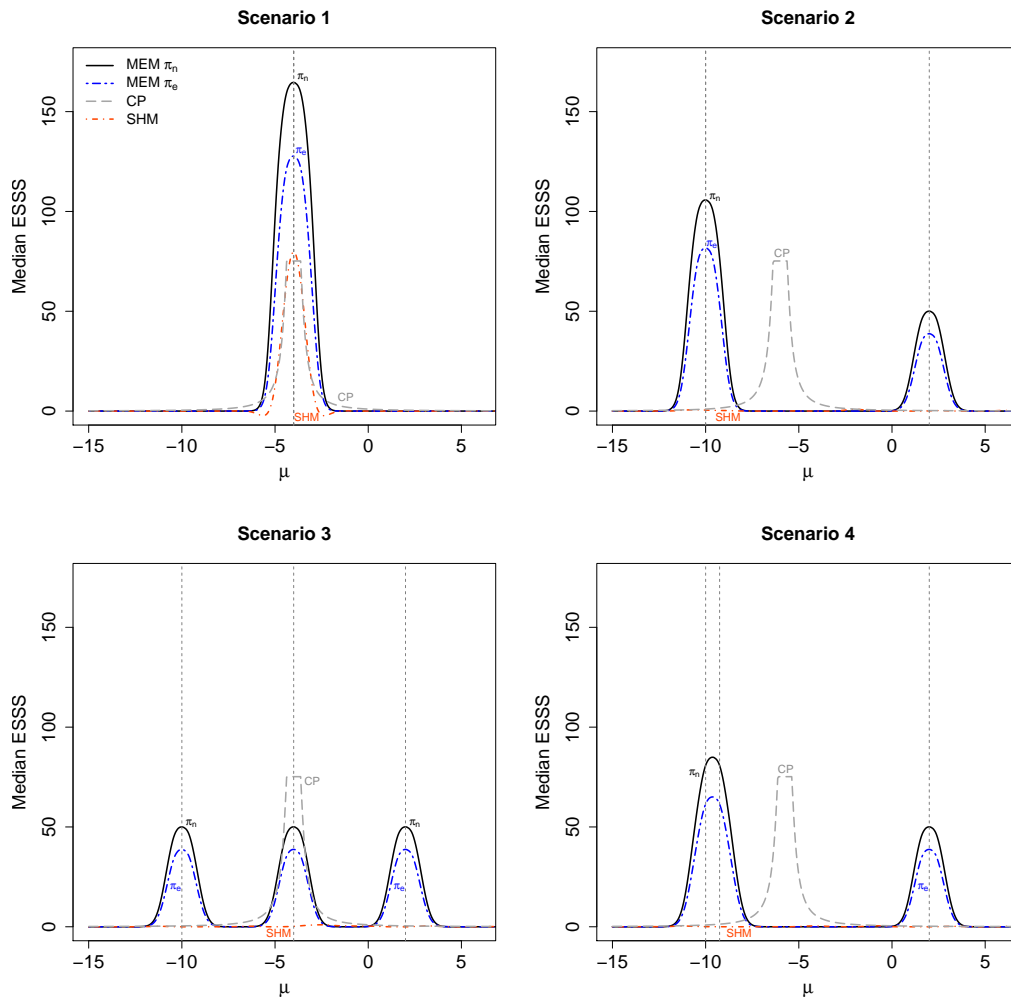 Scenario 1
Median ESSS
150
100
50
0
MEM πn
MEM πe
CP
SHM
πn
πe
CP
SHM
−15 −10 −5 0 5
μ
Scenario 2
Median ESSS
150
100
50
0
πn
πe
CP
SHM
−15 −10 −5 0 5
μ
Scenario 3
Median ESSS
150
100
50
0
πn
CP
πn
πe
πe
SHM
−15 −10 −5 0 5
μ
Scenario 4
Median ESSS
150
100
50
0
πn
CP
πe
SHM
−15 −10 −5 0 5
μ